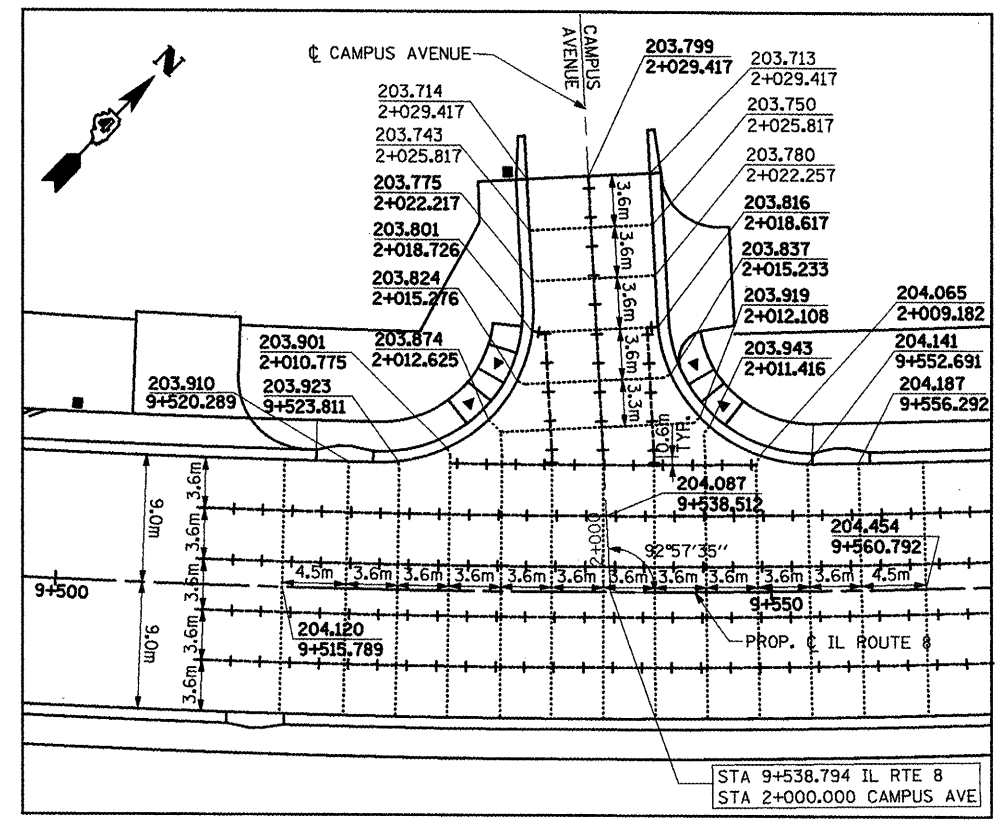 N
℄ CAMPUS AVENUE
CAMPUS
AVENUE
203.799
2+029.417
203.713
2+029.417
203.714
2+029.417
203.750
2+025.817
203.743
2+025.817
203.780
2+022.257
203.775
2+022.217
203.816
2+018.617
203.801
2+018.726
203.837
2+015.233
203.824
2+015.276
203.919
2+012.108
204.065
2+009.182
203.901
2+010.775
203.874
2+012.625
203.943
2+011.416
204.141
9+552.691
203.910
9+520.289
203.923
9+523.811
204.187
9+556.292
3.6m
3.6m
3.6m
3.6m
3.3m
0.6m
TYP.
204.087
9+538.512
204.454
9+560.792
2+000
92°57'35"
9.0m
9.0m
3.6m
3.6m
3.6m
3.6m
3.6m
9+500
4.5m 3.6m 3.6m 3.6m 3.6m 3.6m 3.6m 3.6m 3.6m 3.6m 3.6m 4.5m
9+550
204.120
9+515.789
PROP. ℄ IL ROUTE 8
STA 9+538.794 IL RTE 8
STA 2+000.000 CAMPUS AVE